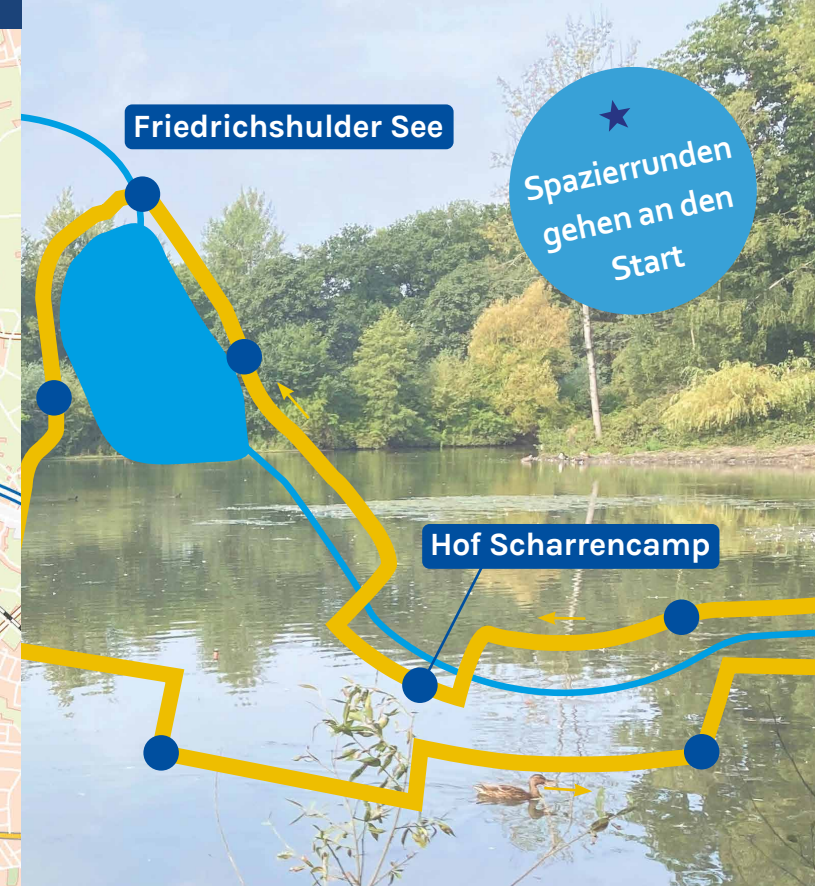 Friedrichshulder See
Spazierrunden
gehen an den
Start
Hof Scharrencamp